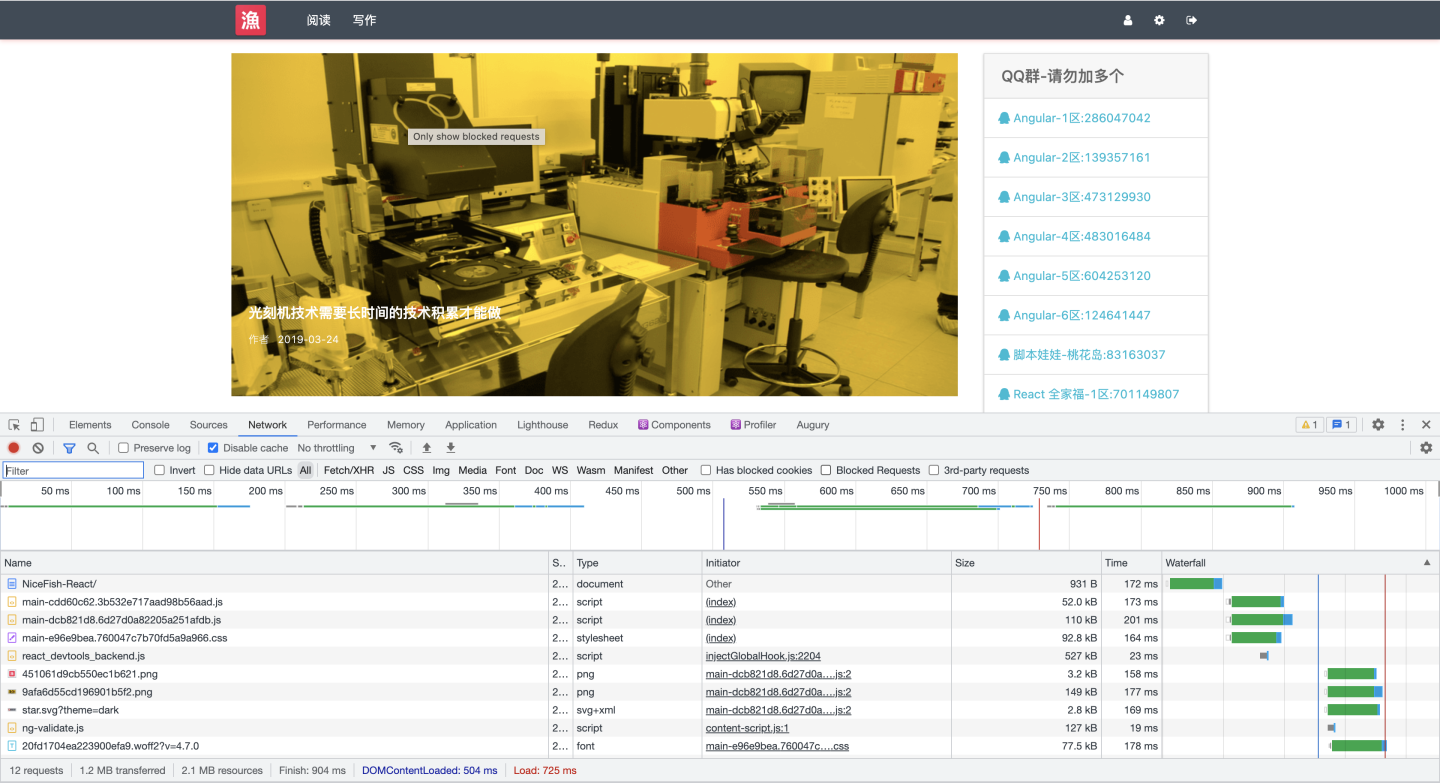 漁 阅读 写作
QQ群-请勿加多个
Angular-1区:286047042
Angular-2区:139357161
Angular-3区:473129930
Angular-4区:483016484
Angular-5区:604253120
Angular-6区:124641447
脚本娃娃-桃花岛:83163037
React 全家福-1区:701149807
Only show blocked requests
光刻机技术需要长时间的技术积累才能做
作者 2019-03-24
Elements Console Sources Network Performance Memory Application Lighthouse Redux Components Profiler Augury 1 1
Preserve log Disable cache No throttling
Filter Invert Hide data URLs All Fetch/XHR JS CSS Img Media Font Doc WS Wasm Manifest Other Has blocked cookies Blocked Requests 3rd-party requests
50 ms 100 ms 150 ms 200 ms 250 ms 300 ms 350 ms 400 ms 450 ms 500 ms 550 ms 600 ms 650 ms 700 ms 750 ms 800 ms 850 ms 900 ms 950 ms 1000 ms
Name S.. Type Initiator Size Time Waterfall
NiceFish-React/ 2... document Other 931 B 172 ms
main-cdd60c62.3b532e717aad98b56aad.js 2... script (index) 52.0 kB 173 ms
main-dcb821d8.6d27d0a82205a251afdb.js 2... script (index) 110 kB 201 ms
main-e96e9bea.760047c7b70fd5a9a966.css 2... stylesheet (index) 92.8 kB 164 ms
react_devtools_backend.js 2... script injectGlobalHook.js:2204 527 kB 23 ms
451061d9cb550ec1b621.png 2... png main-dcb821d8.6d27d0a....js:2 3.2 kB 158 ms
9afa6d55cd196901b5f2.png 2... png main-dcb821d8.6d27d0a....js:2 149 kB 177 ms
star.svg?theme=dark 2... svg+xml main-dcb821d8.6d27d0a....js:2 2.8 kB 169 ms
ng-validate.js 2... script content-script.js:1 127 kB 19 ms
20fd1704ea223900efa9.woff2?v=4.7.0 2... font main-e96e9bea.760047c....css 77.5 kB 178 ms
12 requests 1.2 MB transferred 2.1 MB resources Finish: 904 ms DOMContentLoaded: 504 ms Load: 725 ms